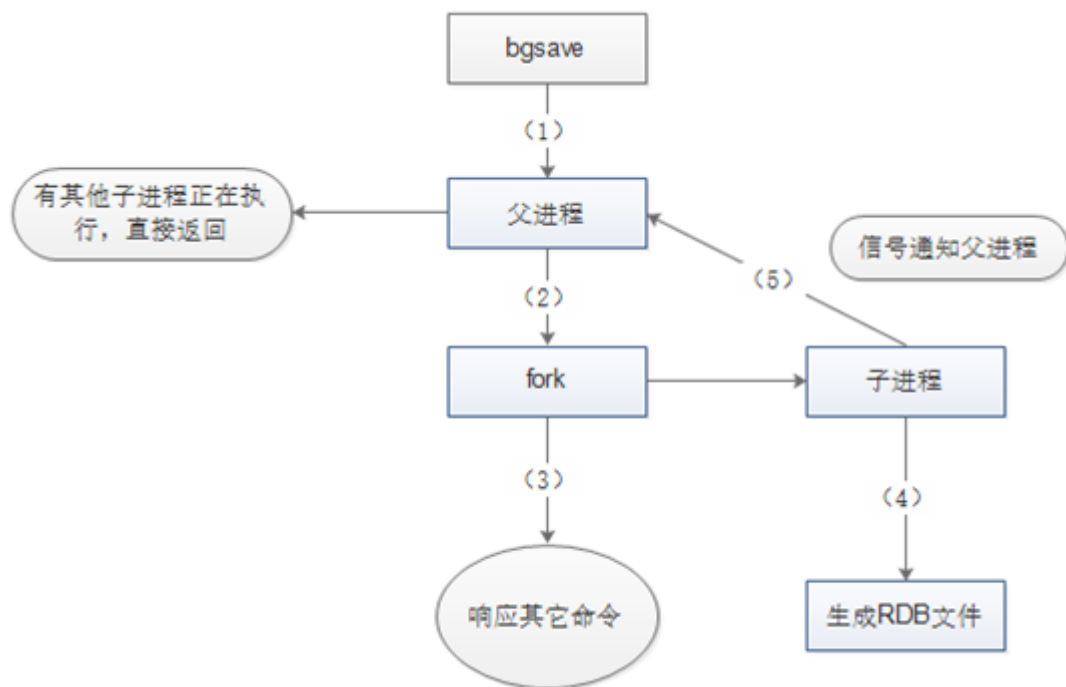 bgsave
（1）
有其他子进程正在执
行，直接返回
父进程
信号通知父进程
（5）
（2）
fork
子进程
（3）
（4）
响应其它命令
生成RDB文件